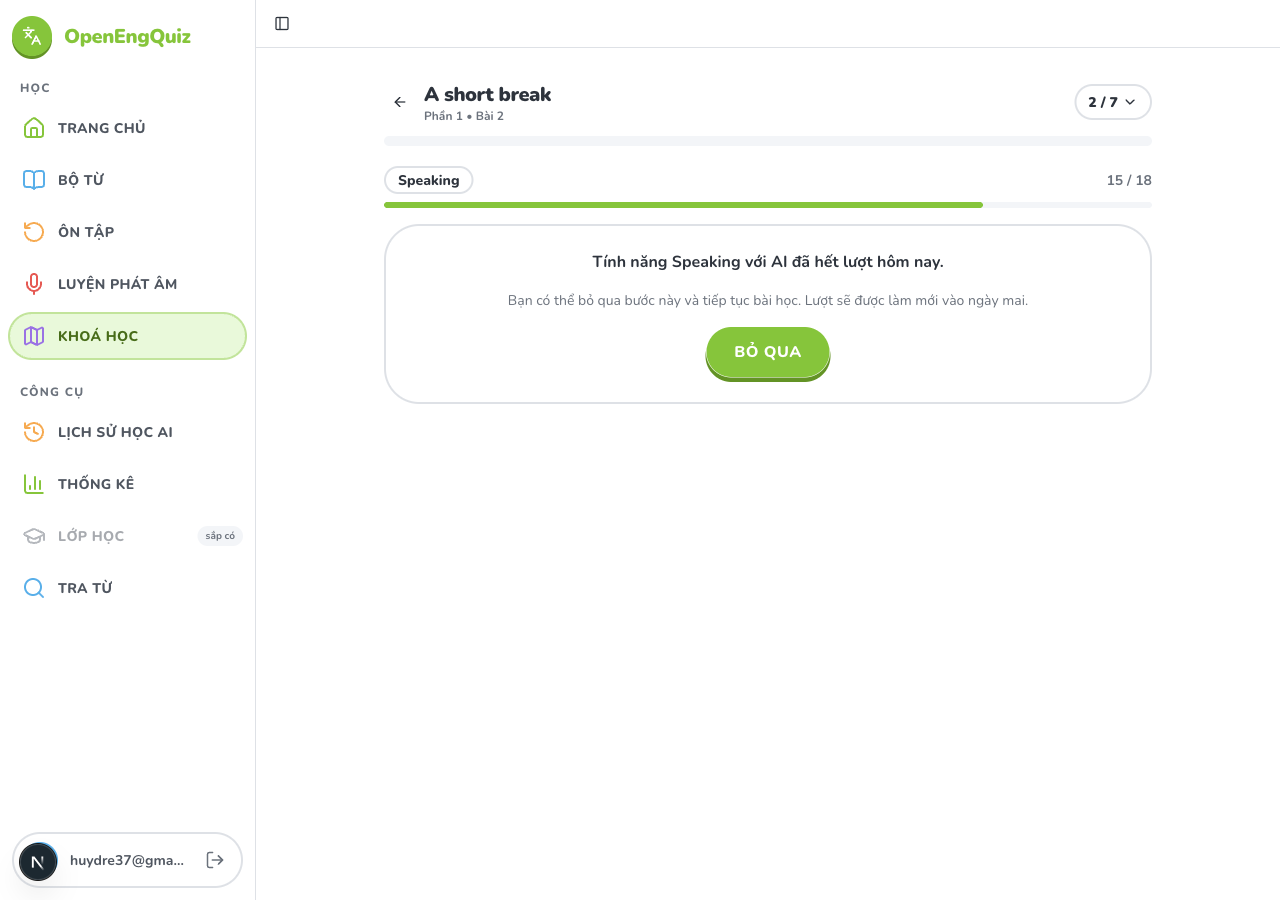 OpenEngQuiz
HỌC
TRANG CHỦ
BỘ TỪ
ÔN TẬP
LUYỆN PHÁT ÂM
KHOÁ HỌC
CÔNG CỤ
LỊCH SỬ HỌC AI
THỐNG KÊ
LỚP HỌC
sắp có
TRA TỪ
N
huydre37@gma...
A short break
Phần 1 • Bài 2
2 / 7
Speaking
15 / 18
Tính năng Speaking với AI đã hết lượt hôm nay.
Bạn có thể bỏ qua bước này và tiếp tục bài học. Lượt sẽ được làm mới vào ngày mai.
BỎ QUA